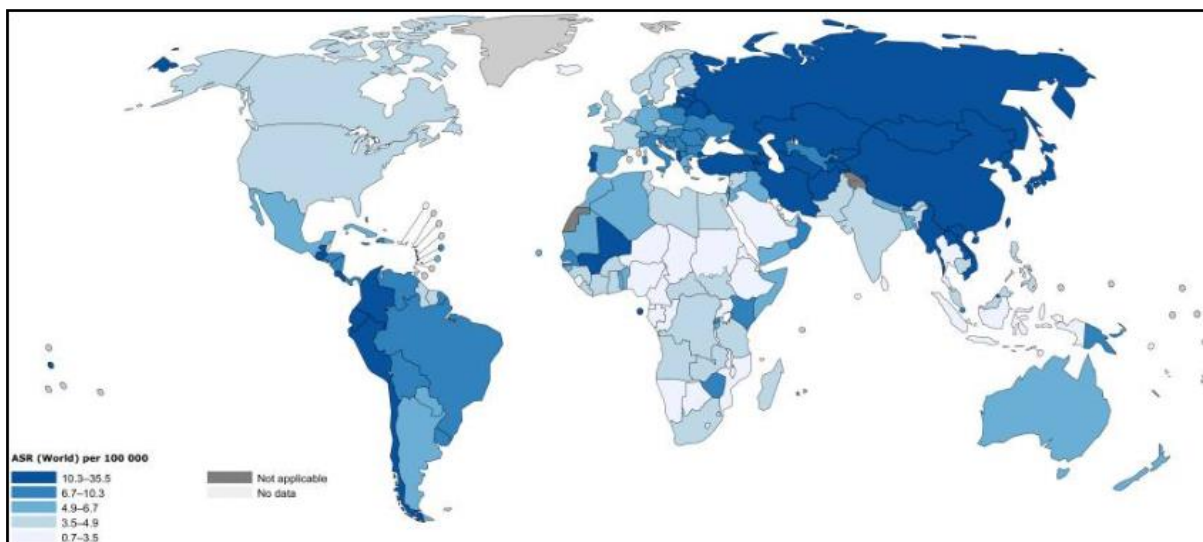 ASR (World) per 100 000
10.3–35.5
6.7–10.3
4.9–6.7
3.5–4.9
0.7–3.5
Not applicable
No data